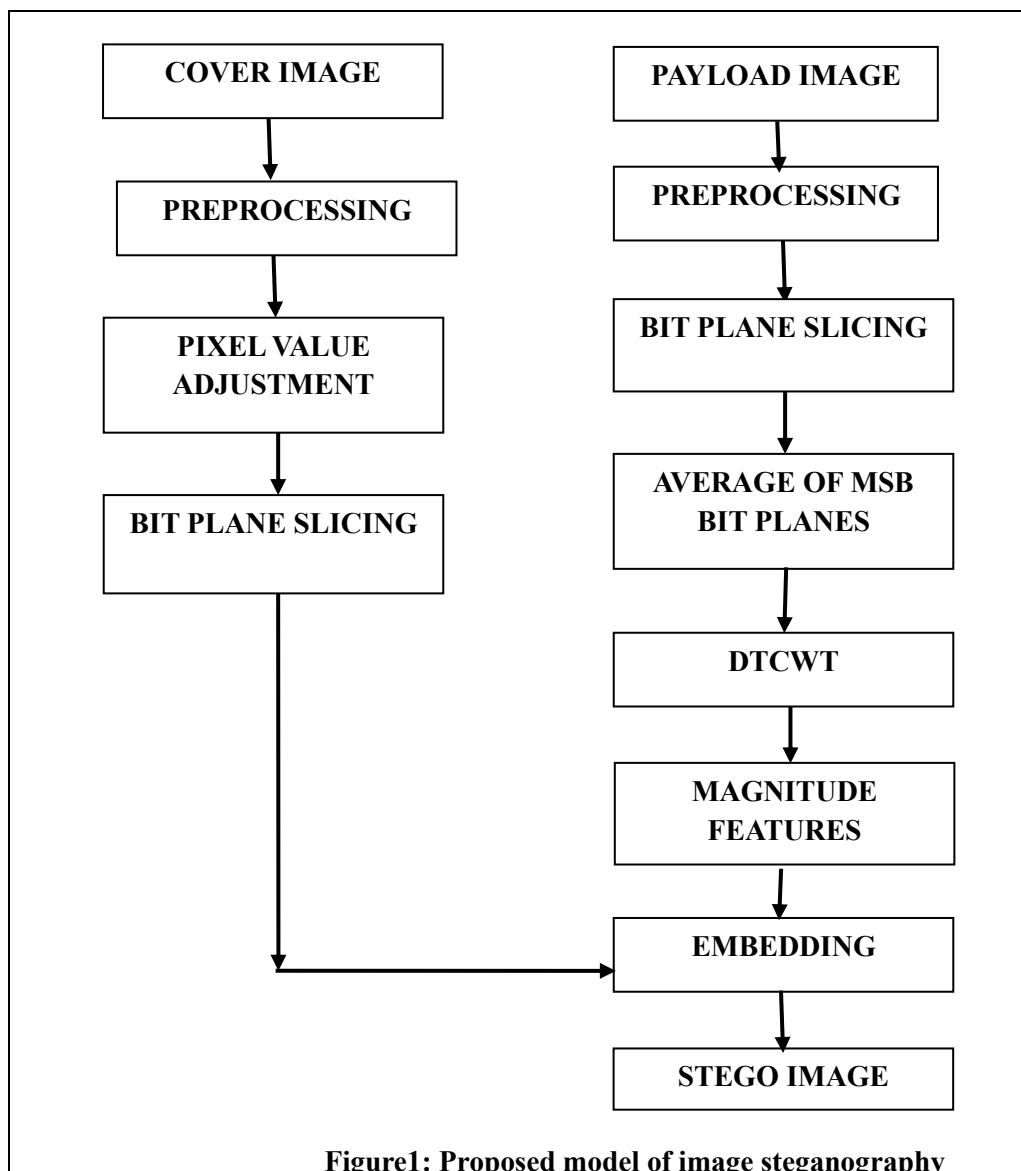 COVER IMAGE
PREPROCESSING
PIXEL VALUE
ADJUSTMENT
BIT PLANE SLICING
PAYLOAD IMAGE
PREPROCESSING
BIT PLANE SLICING
AVERAGE OF MSB
BIT PLANES
DTCWT
MAGNITUDE
FEATURES
EMBEDDING
STEGO IMAGE
Figure1: Proposed model of image steganography